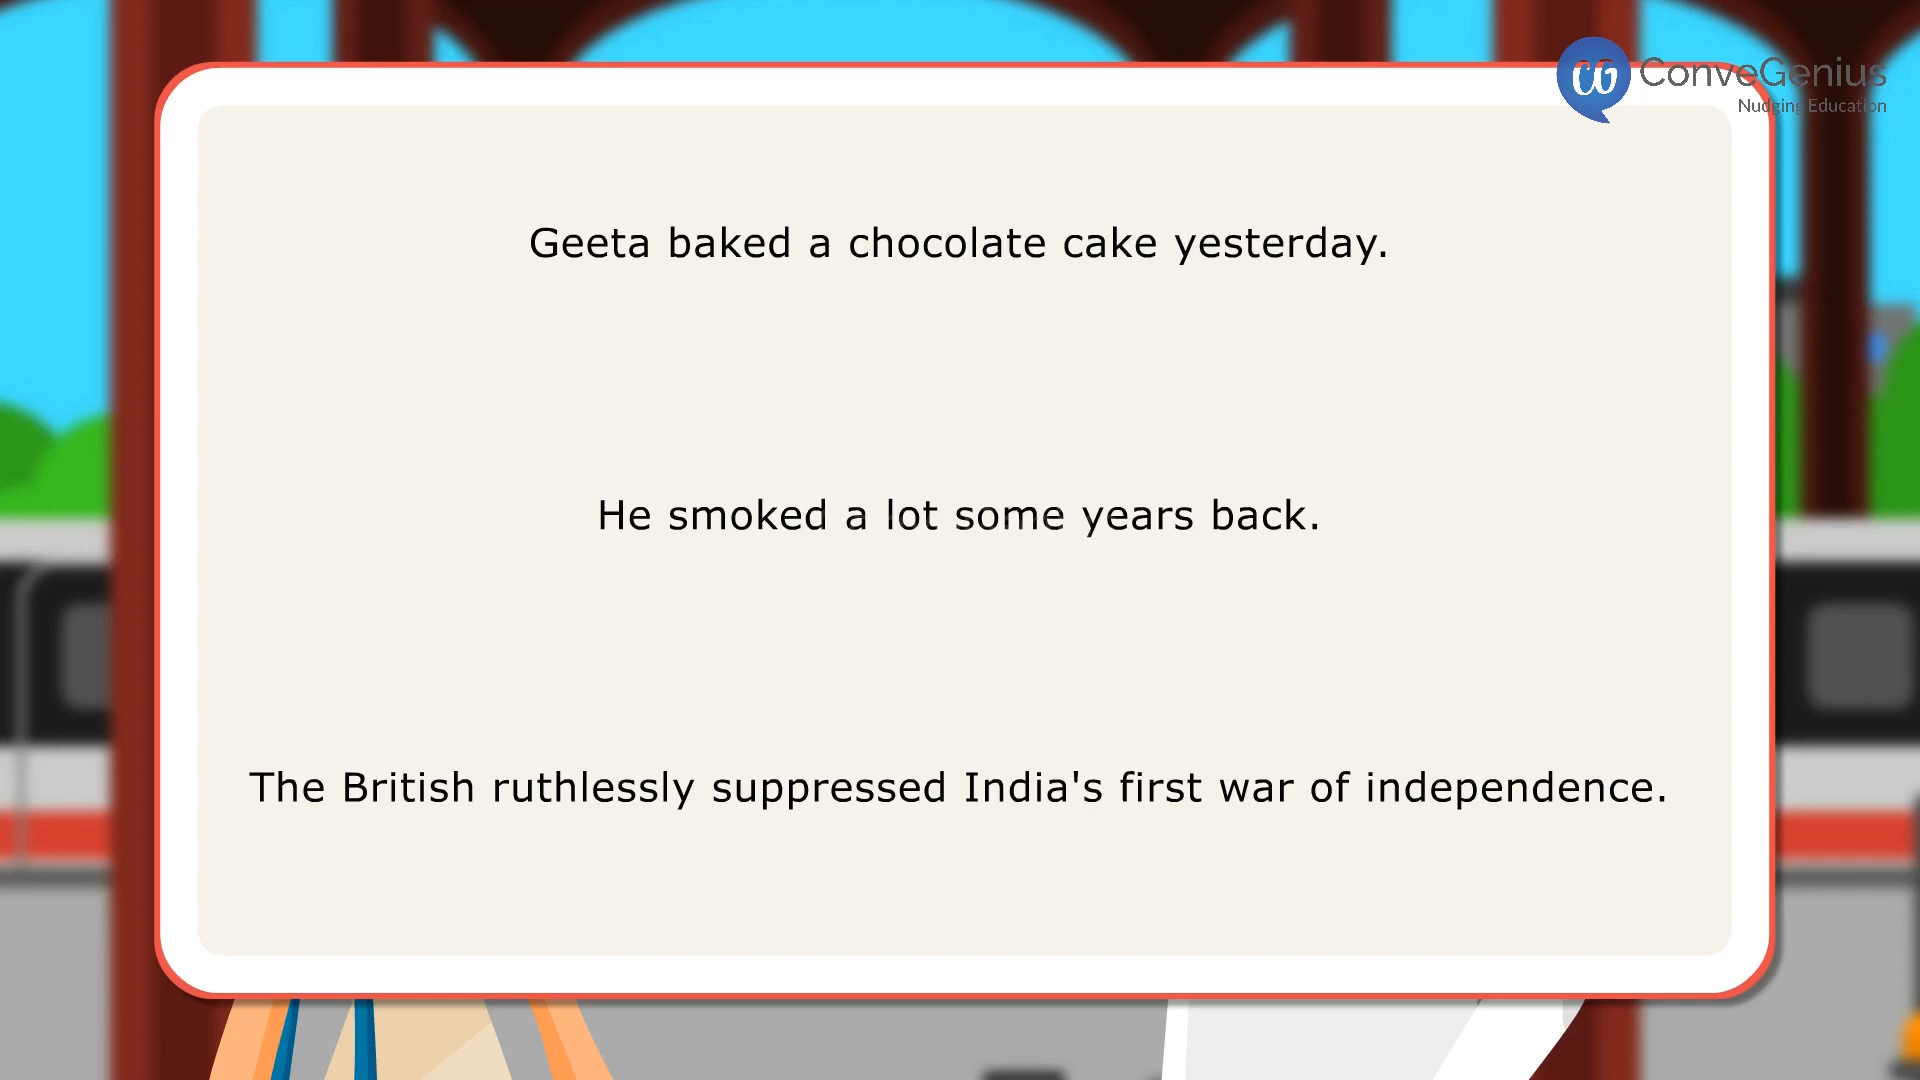 CG ConveGenius
Nudging Education
Geeta baked a chocolate cake yesterday.
He smoked a lot some years back.
The British ruthlessly suppressed India's first war of independence.